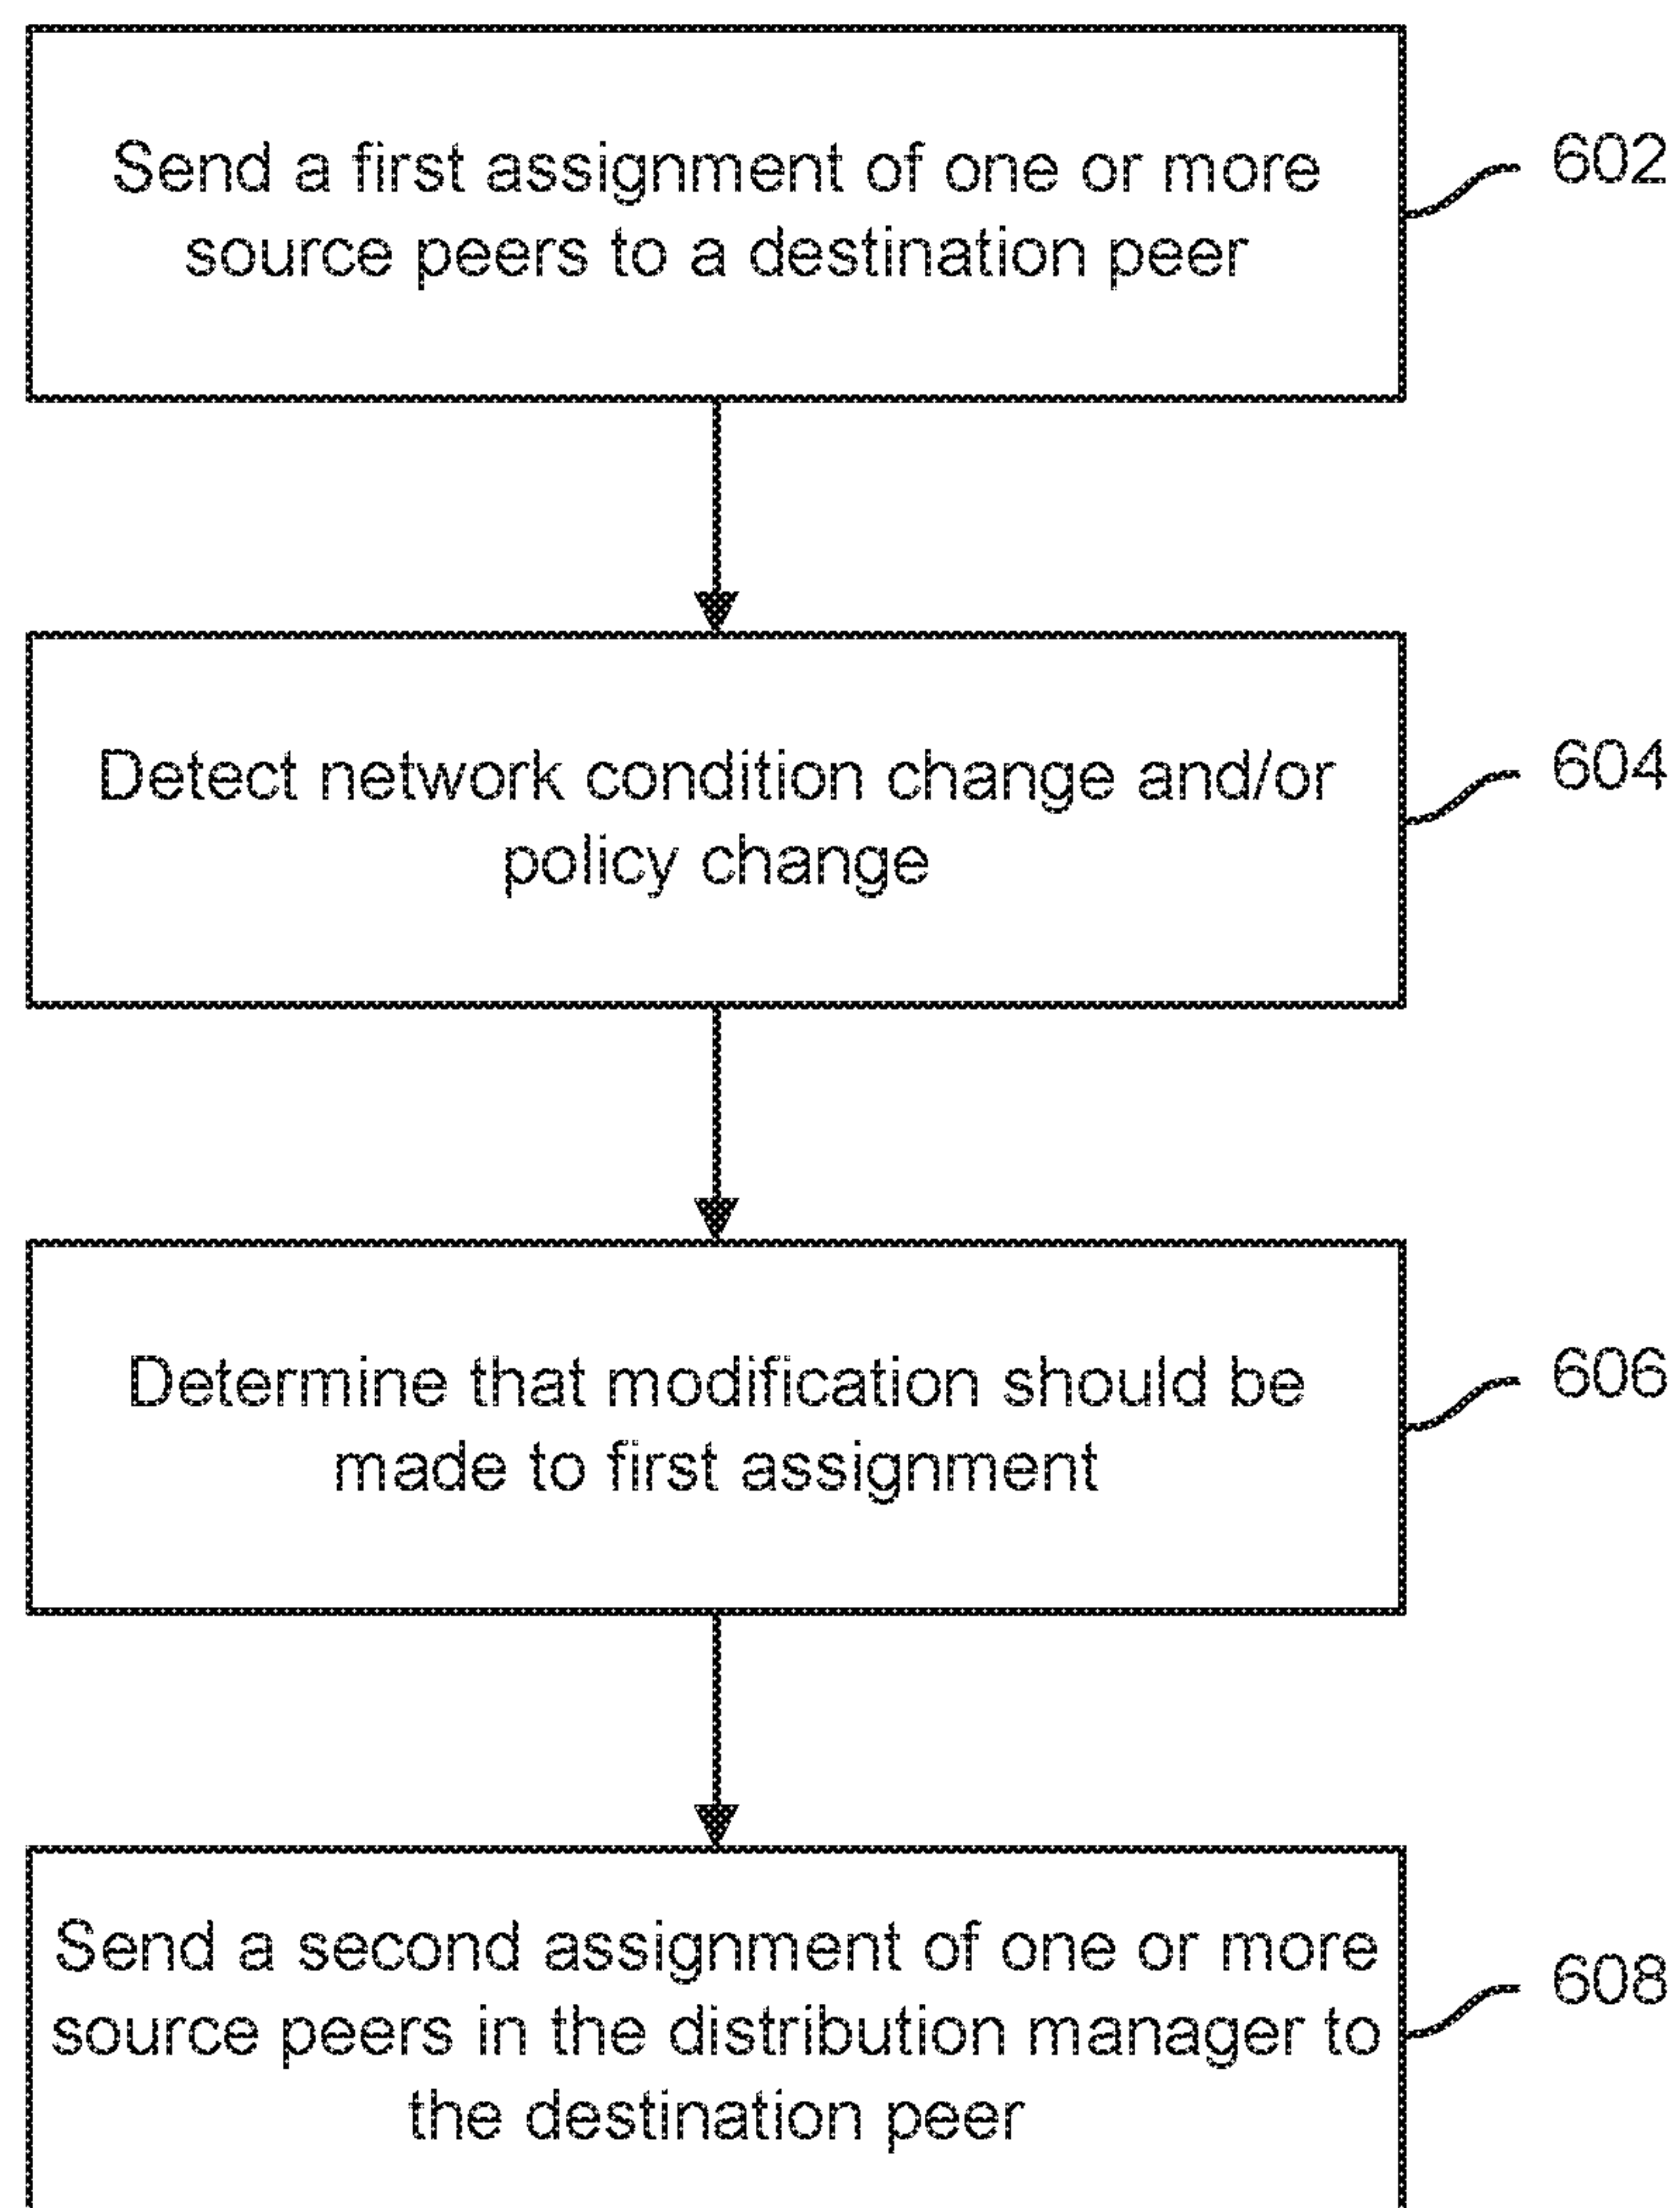 Send a first assignment of one or more
source peers to a destination peer
602
Detect network condition change and/or
policy change
604
Determine that modification should be
made to first assignment
606
Send a second assignment of one or more
source peers in the distribution manager to
the destination peer
608